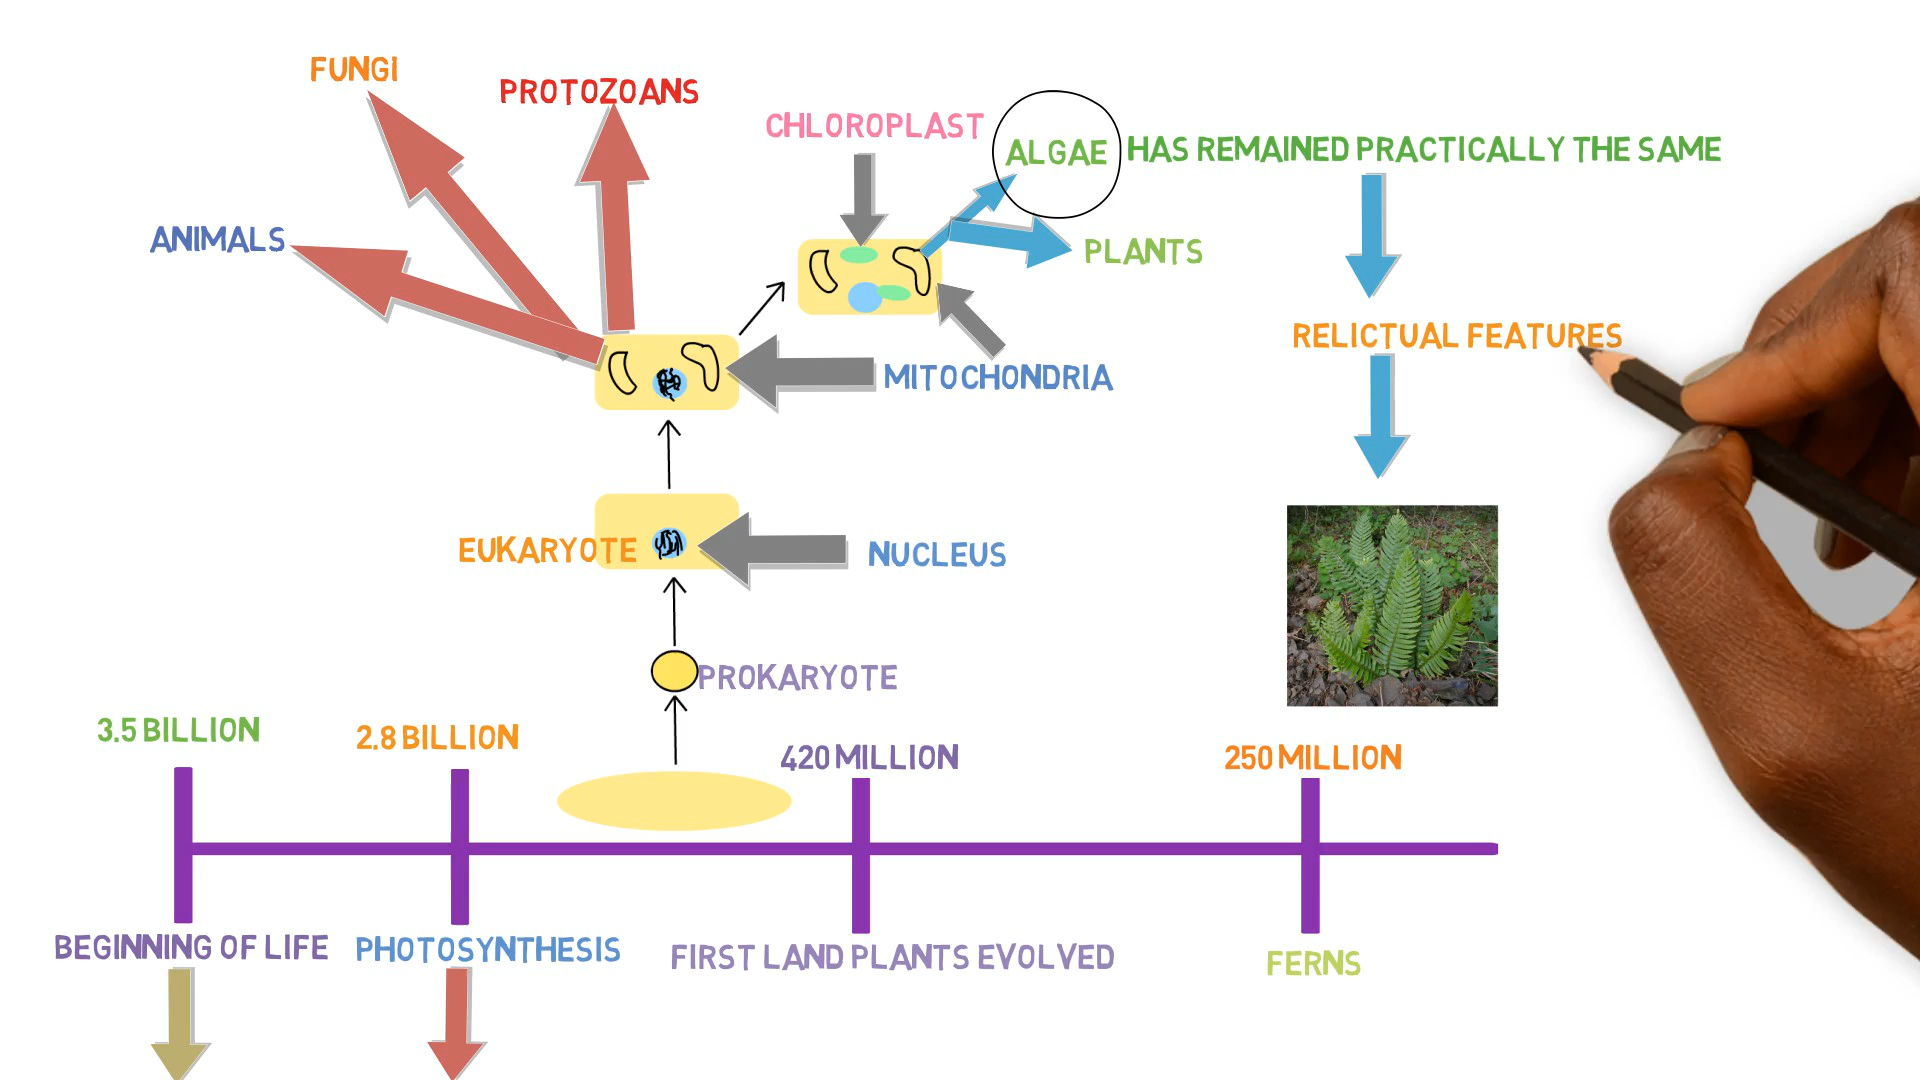 FUNGI
PROTOZOANS
CHLOROPLAST
ALGAE HAS REMAINED PRACTICALLY THE SAME
ANIMALS
PLANTS
RELICTUAL FEATURES
MITOCHONDRIA
EUKARYOTE
NUCLEUS
PROKARYOTE
3.5 BILLION
2.8 BILLION
420 MILLION
250 MILLION
BEGINNING OF LIFE
PHOTOSYNTHESIS
FIRST LAND PLANTS EVOLVED
FERNS